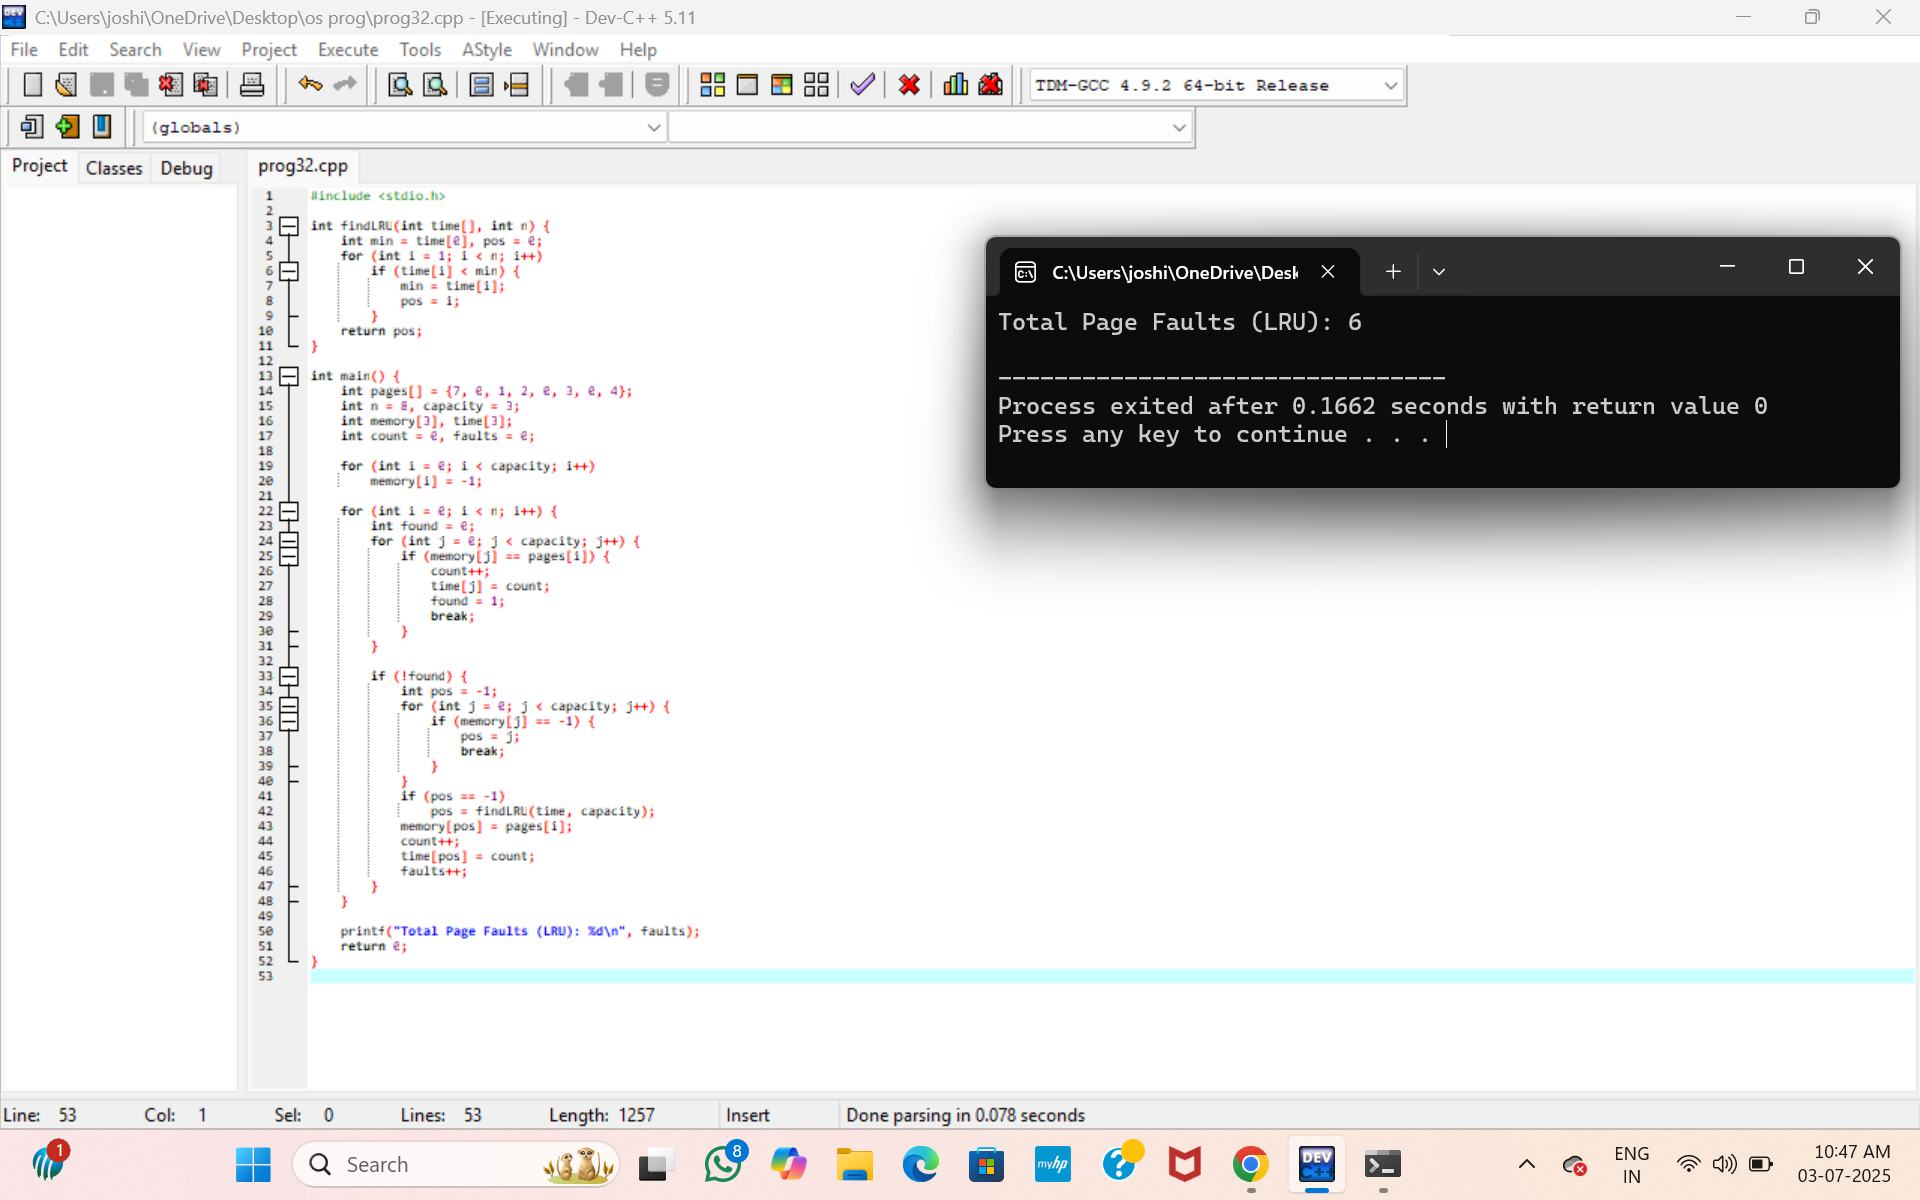 C:\Users\joshi\OneDrive\Desktop\os prog\prog32.cpp - [Executing] - Dev-C++ 5.11
File Edit Search View Project Execute Tools AStyle Window Help
TDM-GCC 4.9.2 64-bit Release
(globals)
Project Classes Debug
prog32.cpp
1 #include <stdio.h>
2
3 int findLRU(int time[], int n) {
4 int min = time[0], pos = 0;
5 for (int i = 1; i < n; i++)
6 if (time[i] < min) {
7 min = time[i];
8 pos = i;
9 }
10 return pos;
11 }
12
13 int main() {
14 int pages[] = {7, 0, 1, 2, 0, 3, 0, 4};
15 int n = 8, capacity = 3;
16 int memory[3], time[3];
17 int count = 0, faults = 0;
18
19 for (int i = 0; i < capacity; i++)
20 memory[i] = -1;
21
22 for (int i = 0; i < n; i++) {
23 int found = 0;
24 for (int j = 0; j < capacity; j++) {
25 if (memory[j] == pages[i]) {
26 count++;
27 time[j] = count;
28 found = 1;
29 break;
30 }
31 }
32
33 if (!found) {
34 int pos = -1;
35 for (int j = 0; j < capacity; j++) {
36 if (memory[j] == -1) {
37 pos = j;
38 break;
39 }
40 }
41 if (pos == -1)
42 pos = findLRU(time, capacity);
43 memory[pos] = pages[i];
44 count++;
45 time[pos] = count;
46 faults++;
47 }
48 }
49
50 printf("Total Page Faults (LRU): %d\n", faults);
51 return 0;
52 }
53
C:\Users\joshi\OneDrive\Desk
Total Page Faults (LRU): 6
--------------------------------
Process exited after 0.1662 seconds with return value 0
Press any key to continue . . .
Line: 53 Col: 1 Sel: 0 Lines: 53 Length: 1257 Insert Done parsing in 0.078 seconds
1
Search
8
myhp
DEV
C++
ENG
IN
10:47 AM
03-07-2025